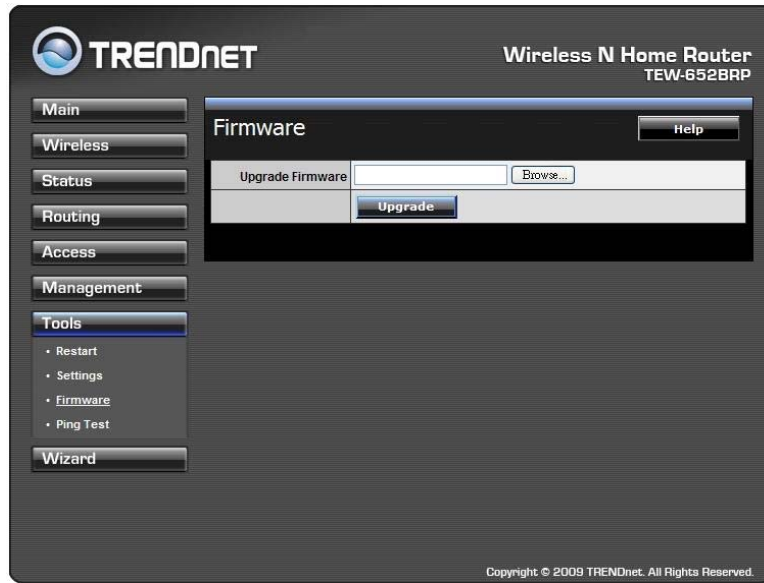 TRENDNET
Wireless N Home Router
TEW-652BRP
Main
Wireless
Status
Routing
Access
Management
Tools
• Restart
• Settings
• Firmware
• Ping Test
Wizard
Firmware
Help
Upgrade Firmware
Browse...
Upgrade
Copyright © 2009 TRENDnet. All Rights Reserved.